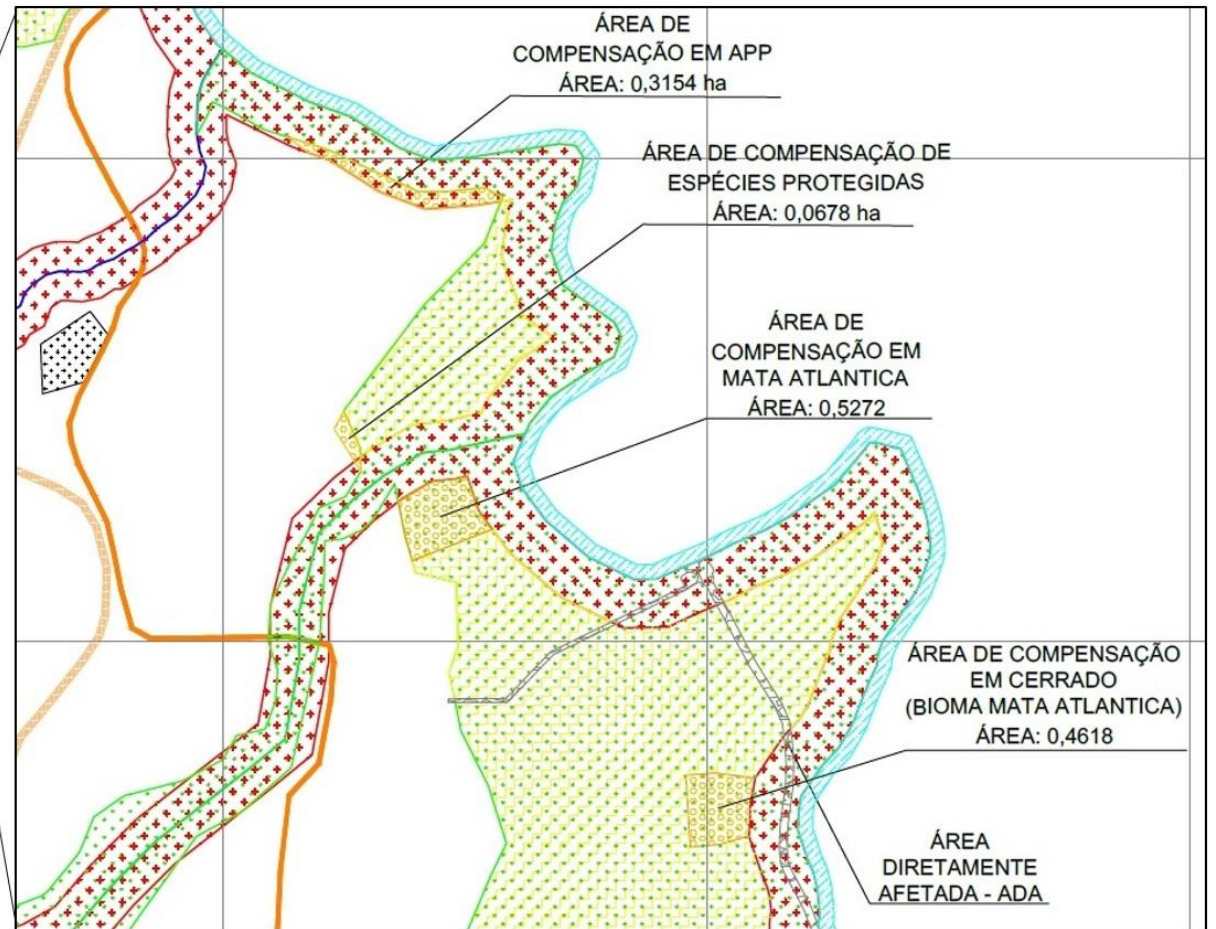 ÁREA DE
COMPENSAÇÃO EM APP
ÁREA: 0,3154 ha
ÁREA DE COMPENSAÇÃO DE
ESPÉCIES PROTEGIDAS
ÁREA: 0,0678 ha
ÁREA DE
COMPENSAÇÃO EM
MATA ATLANTICA
ÁREA: 0,5272
ÁREA DE COMPENSAÇÃO
EM CERRADO
(BIOMA MATA ATLANTICA)
ÁREA: 0,4618
ÁREA
DIRETAMENTE
AFETADA - ADA